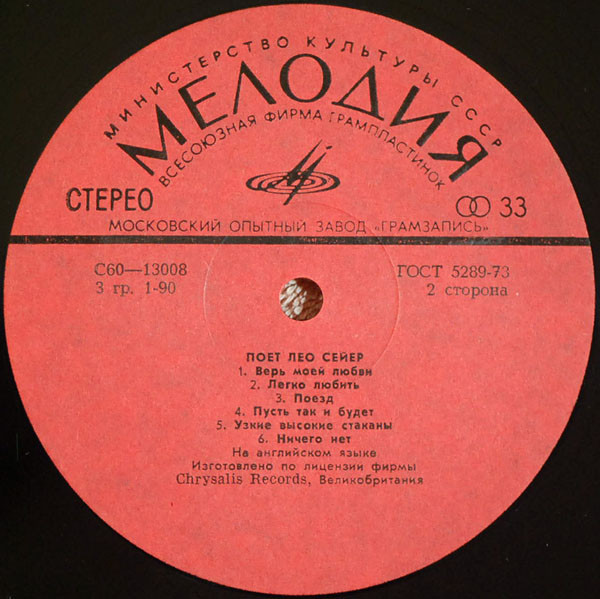 МИНИСТЕРСТВО КУЛЬТУРЫ СССР
МЕЛОДИЯ
ВСЕСОЮЗНАЯ ФИРМА ГРАМПЛАСТИНОК
СТЕРЕО
33
МОСКОВСКИЙ ОПЫТНЫЙ ЗАВОД „ГРАМЗАПИСЬ"
С60—13008
ГОСТ 5289-73
3 гр. 1-90
2 сторона
ПОЕТ ЛЕО СЕЙЕР
1. Верь моей любви
2. Легко любить
3. Поезд
4. Пусть так и будет
5. Узкие высокие стаканы
6. Ничего нет
На английском языке
Изготовлено по лицензии фирмы
Chrysalis Records, Великобритания